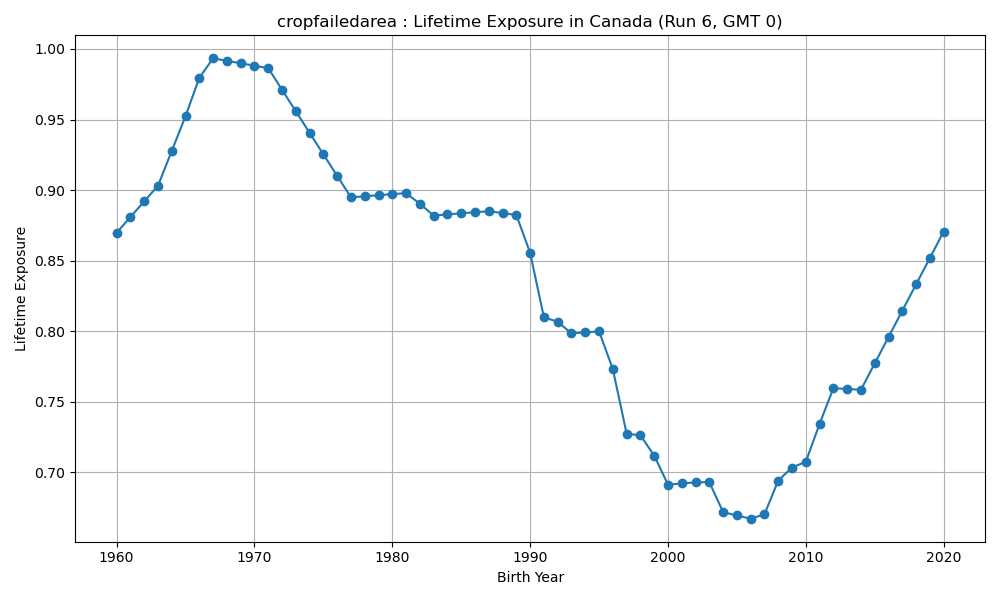 cropfailedarea : Lifetime Exposure in Canada (Run 6, GMT 0)
1.00
0.95
0.90
0.85
0.80
0.75
0.70
Lifetime Exposure
1960 1970 1980 1990 2000 2010 2020
Birth Year